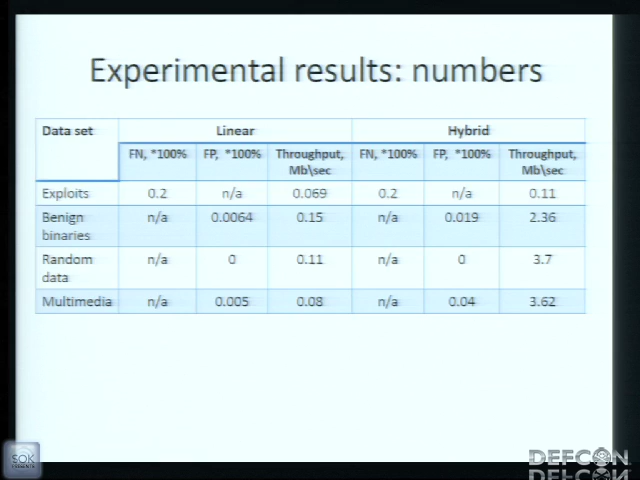 Experimental results: numbers
Data set Linear Hybrid
FN, *100% FP, *100% Throughput, Mb\sec FN, *100% FP, *100% Throughput, Mb\sec
Exploits 0.2 n/a 0.069 0.2 n/a 0.11
Benign binaries n/a 0.0064 0.15 n/a 0.019 2.36
Random data n/a 0 0.11 n/a 0 3.7
Multimedia n/a 0.005 0.08 n/a 0.04 3.62
SOK
DEFCON
DEFCON